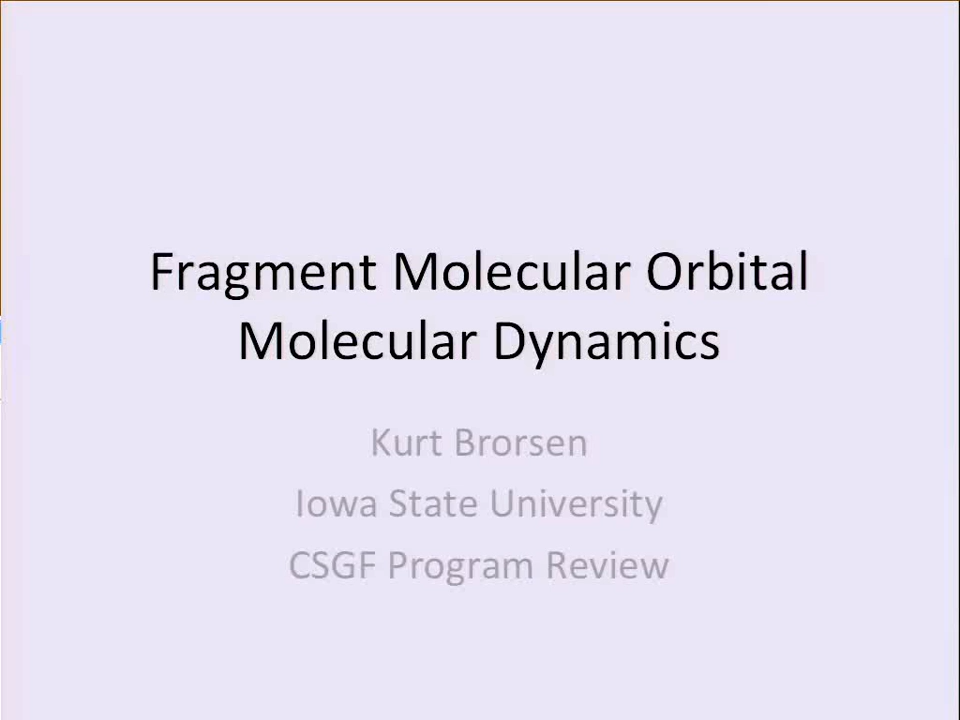 Fragment Molecular Orbital
Molecular Dynamics
Kurt Brorsen
Iowa State University
CSGF Program Review